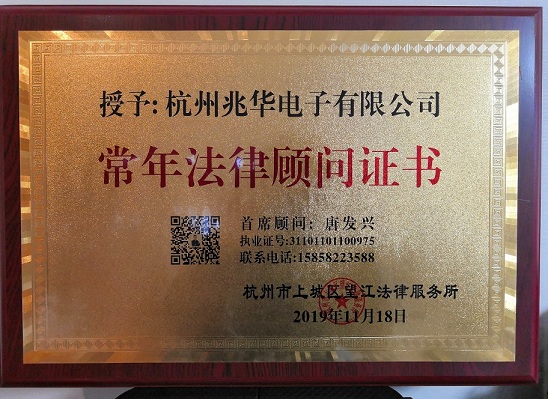 授予:杭州兆华电子有限公司
常年法律顾问证书
首席顾问：唐发兴
执业证号:31101101100975
联系电话:15858223588
杭州市上城区望江法律服务所
2019年11月18日